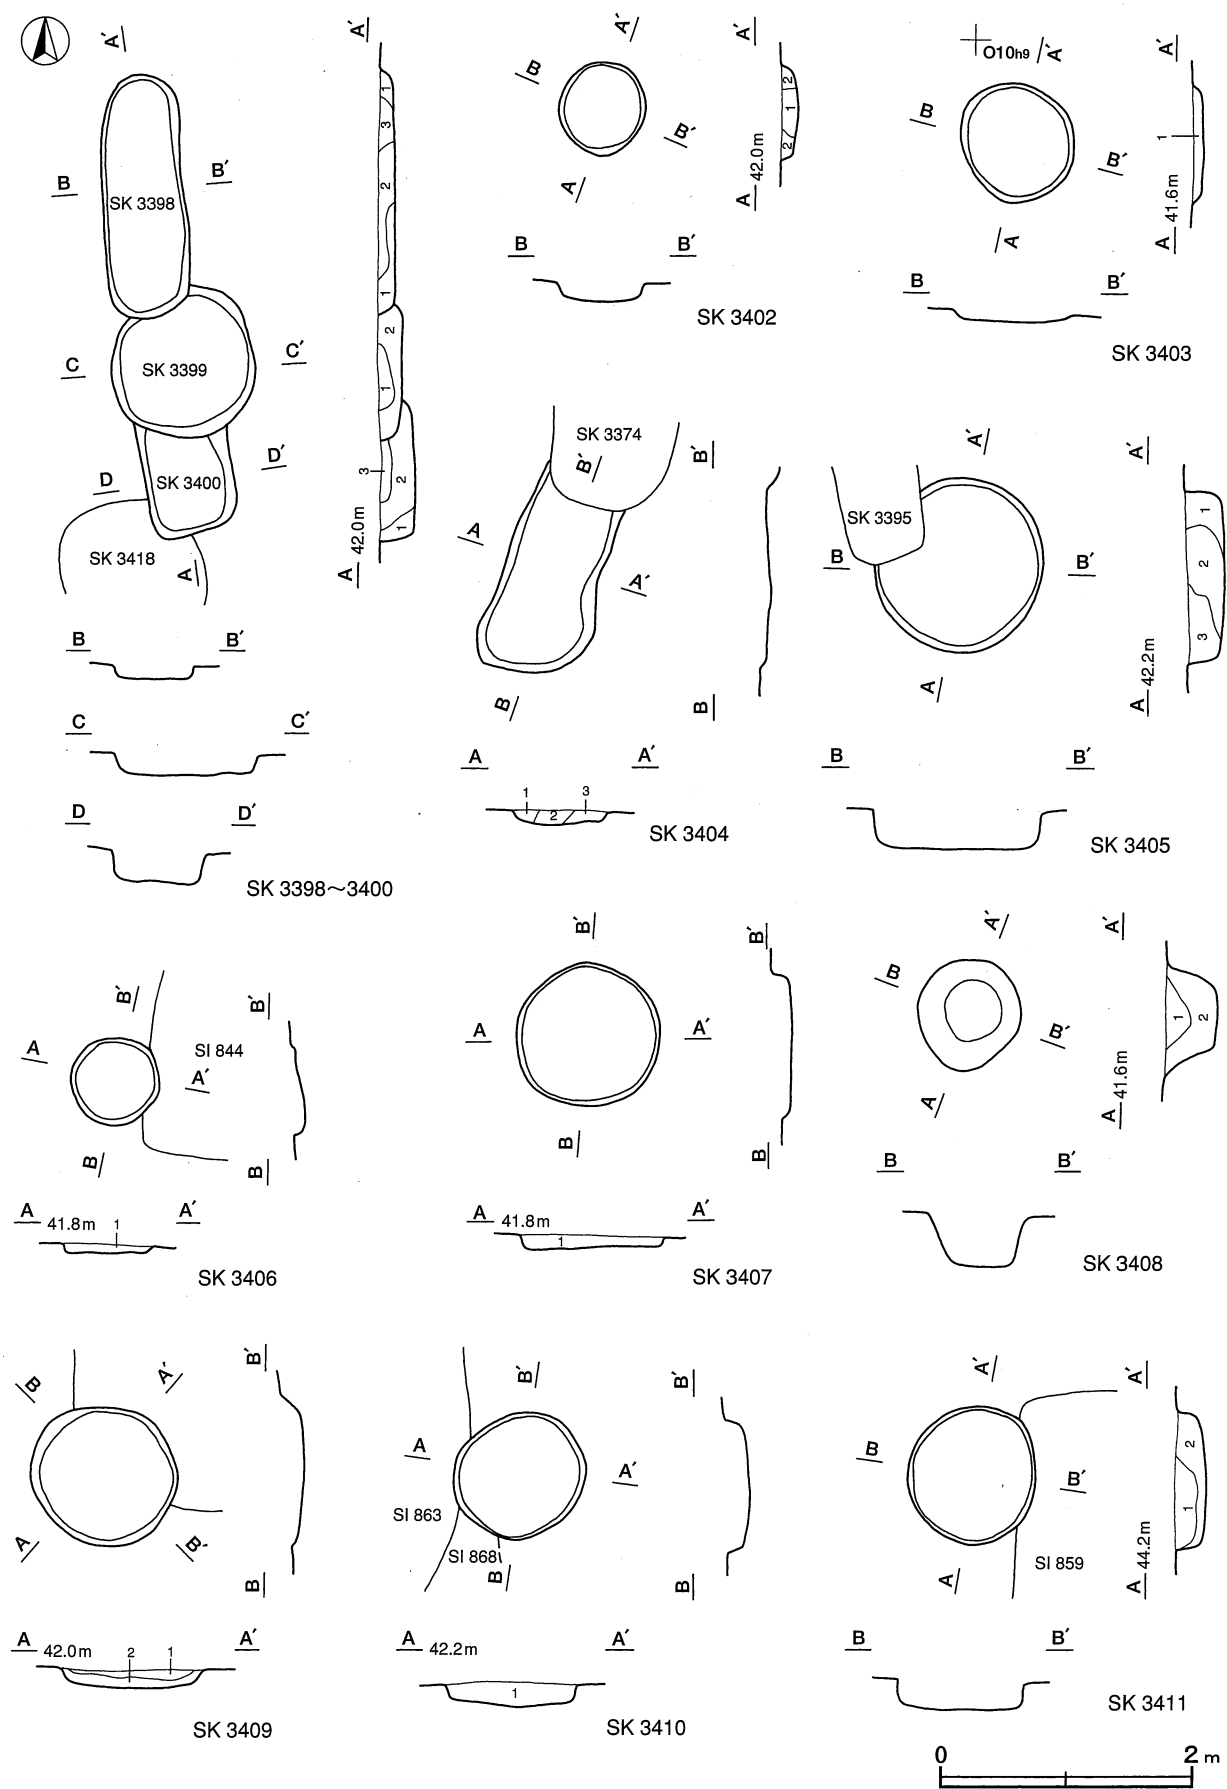 A′
B
B′
SK 3398
C
C′
SK 3399
D
D′
SK 3400
SK 3418
A
A′
1
3
2
1
2
1
3
2
1
A 42.0m
B B′
C C′
D D′
SK 3398～3400
A′
B
B′
A
A′
2
1
2
A 42.0m
B B′
SK 3402
O10h9
A′
B
B′
A
A′
1
A 41.6m
B B′
SK 3403
SK 3374
B′
A
A′
B
B′
B
A A′
1 2 3
SK 3404
A′
SK 3395
B B′
A
A′
1
2
3
A 42.2m
B B′
SK 3405
B′
SI 844
A
A′
B
B′
B
A 41.8m 1 A′
SK 3406
B′
A A′
B
B′
B
A 41.8m A′
1
SK 3407
A′
B
B′
A
A′
1 2
A 41.6m
B B′
SK 3408
B
A′
A
B′
B′
B
A 42.0m 2 1 A′
SK 3409
B′
A
A′
SI 863
SI 868
B
B′
B
A 42.2m A′
1
SK 3410
A′
B
B′
SI 859
A
A′
2
1
A 44.2m
B B′
SK 3411
0 2 m